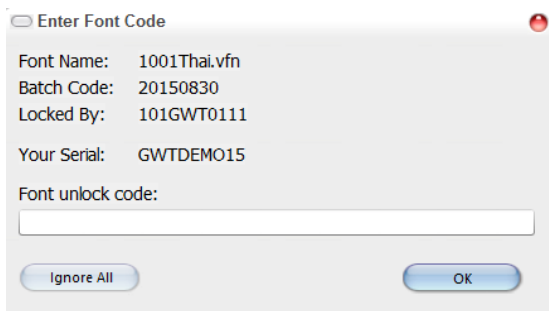 Enter Font Code
Font Name: 1001Thai.vfn
Batch Code: 20150830
Locked By: 101GWT0111
Your Serial: GWTDEMO15
Font unlock code:
Ignore All OK